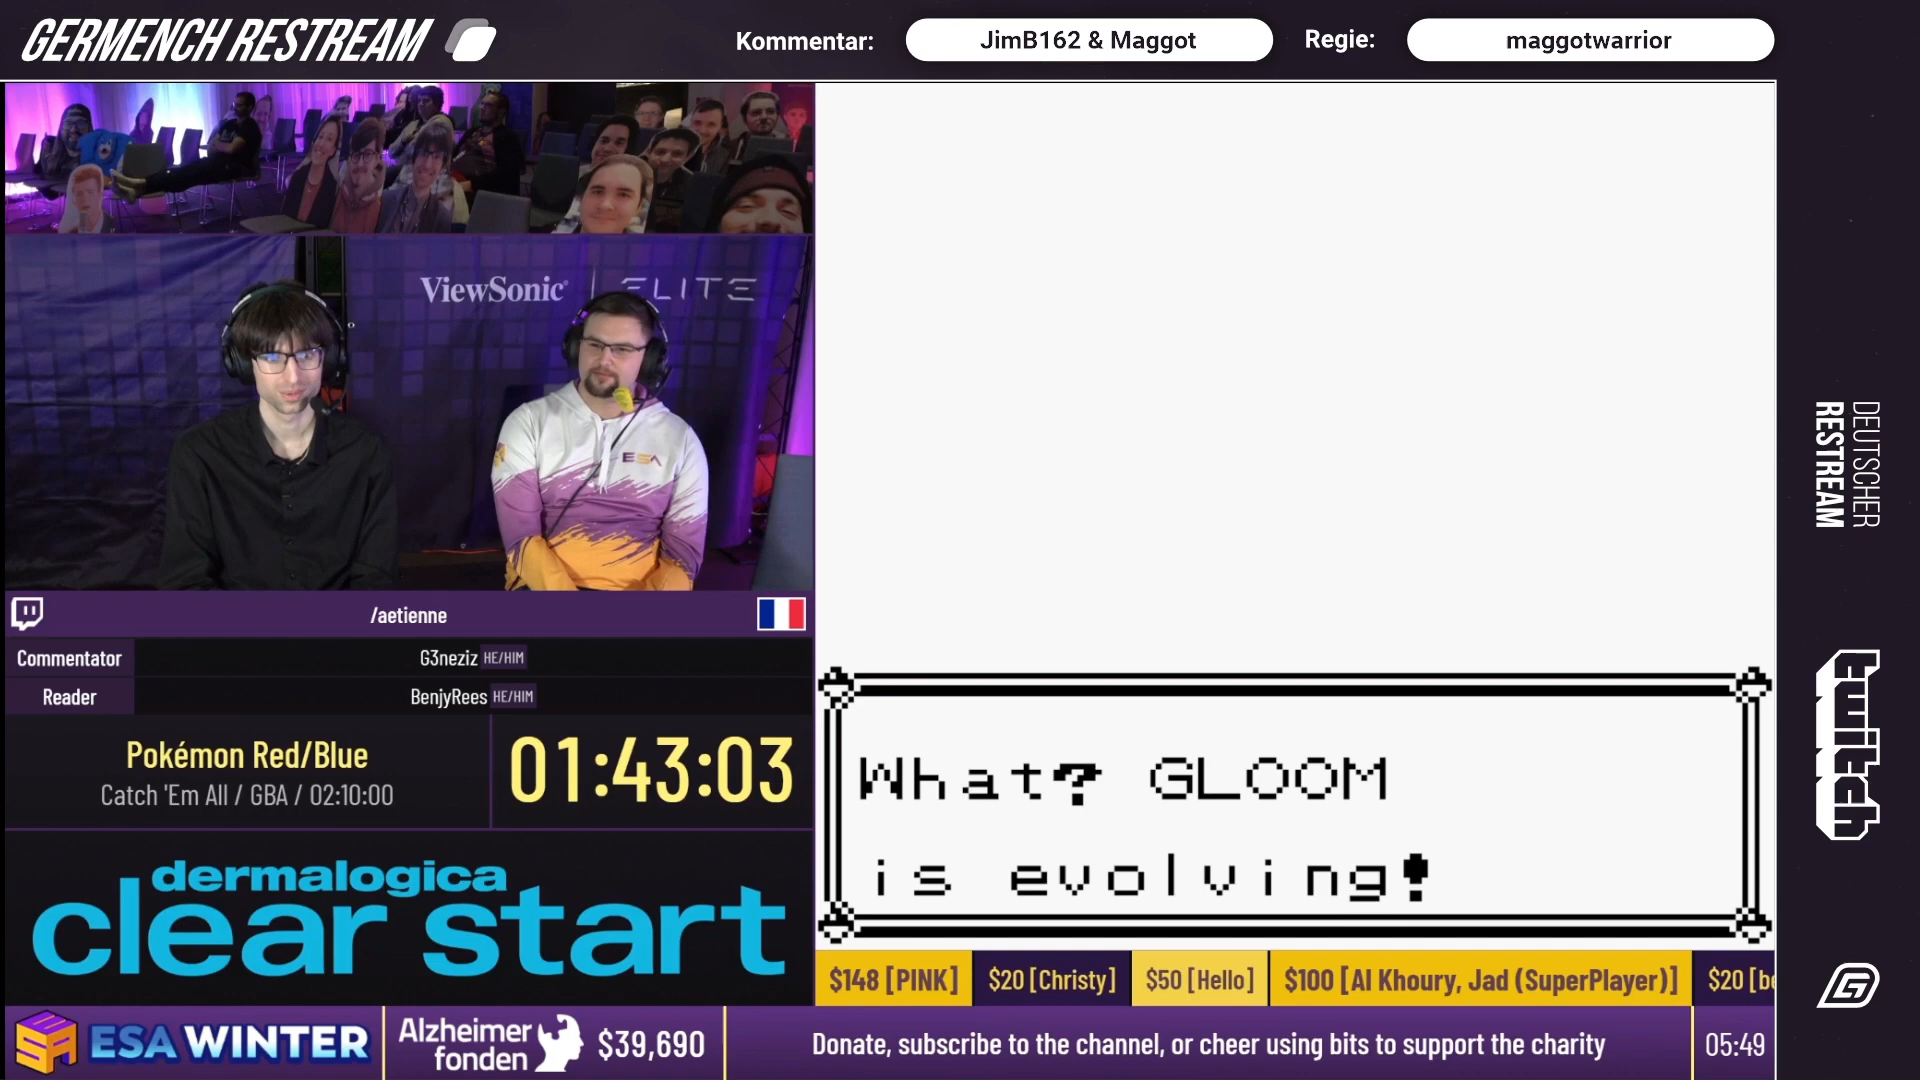 GERMENCH RESTREAM
Kommentar:
JimB162 & Maggot
Regie:
maggotwarrior
ViewSonic | ELITE
ESA
/aetienne
Commentator
G3neziz HE/HIM
Reader
BenjyRees HE/HIM
Pokémon Red/Blue
Catch 'Em All / GBA / 02:10:00
01:43:03
dermalogica
clear start
What? GLOOM
is evolving!
$148 [PINK]
$20 [Christy]
$50 [Hello]
$100 [Al Khoury, Jad (SuperPlayer)]
$20
ESA WINTER
Alzheimer
fonden
$39,690
Donate, subscribe to the channel, or cheer using bits to support the charity
05:49
DEUTSCHER
RESTREAM
twitch